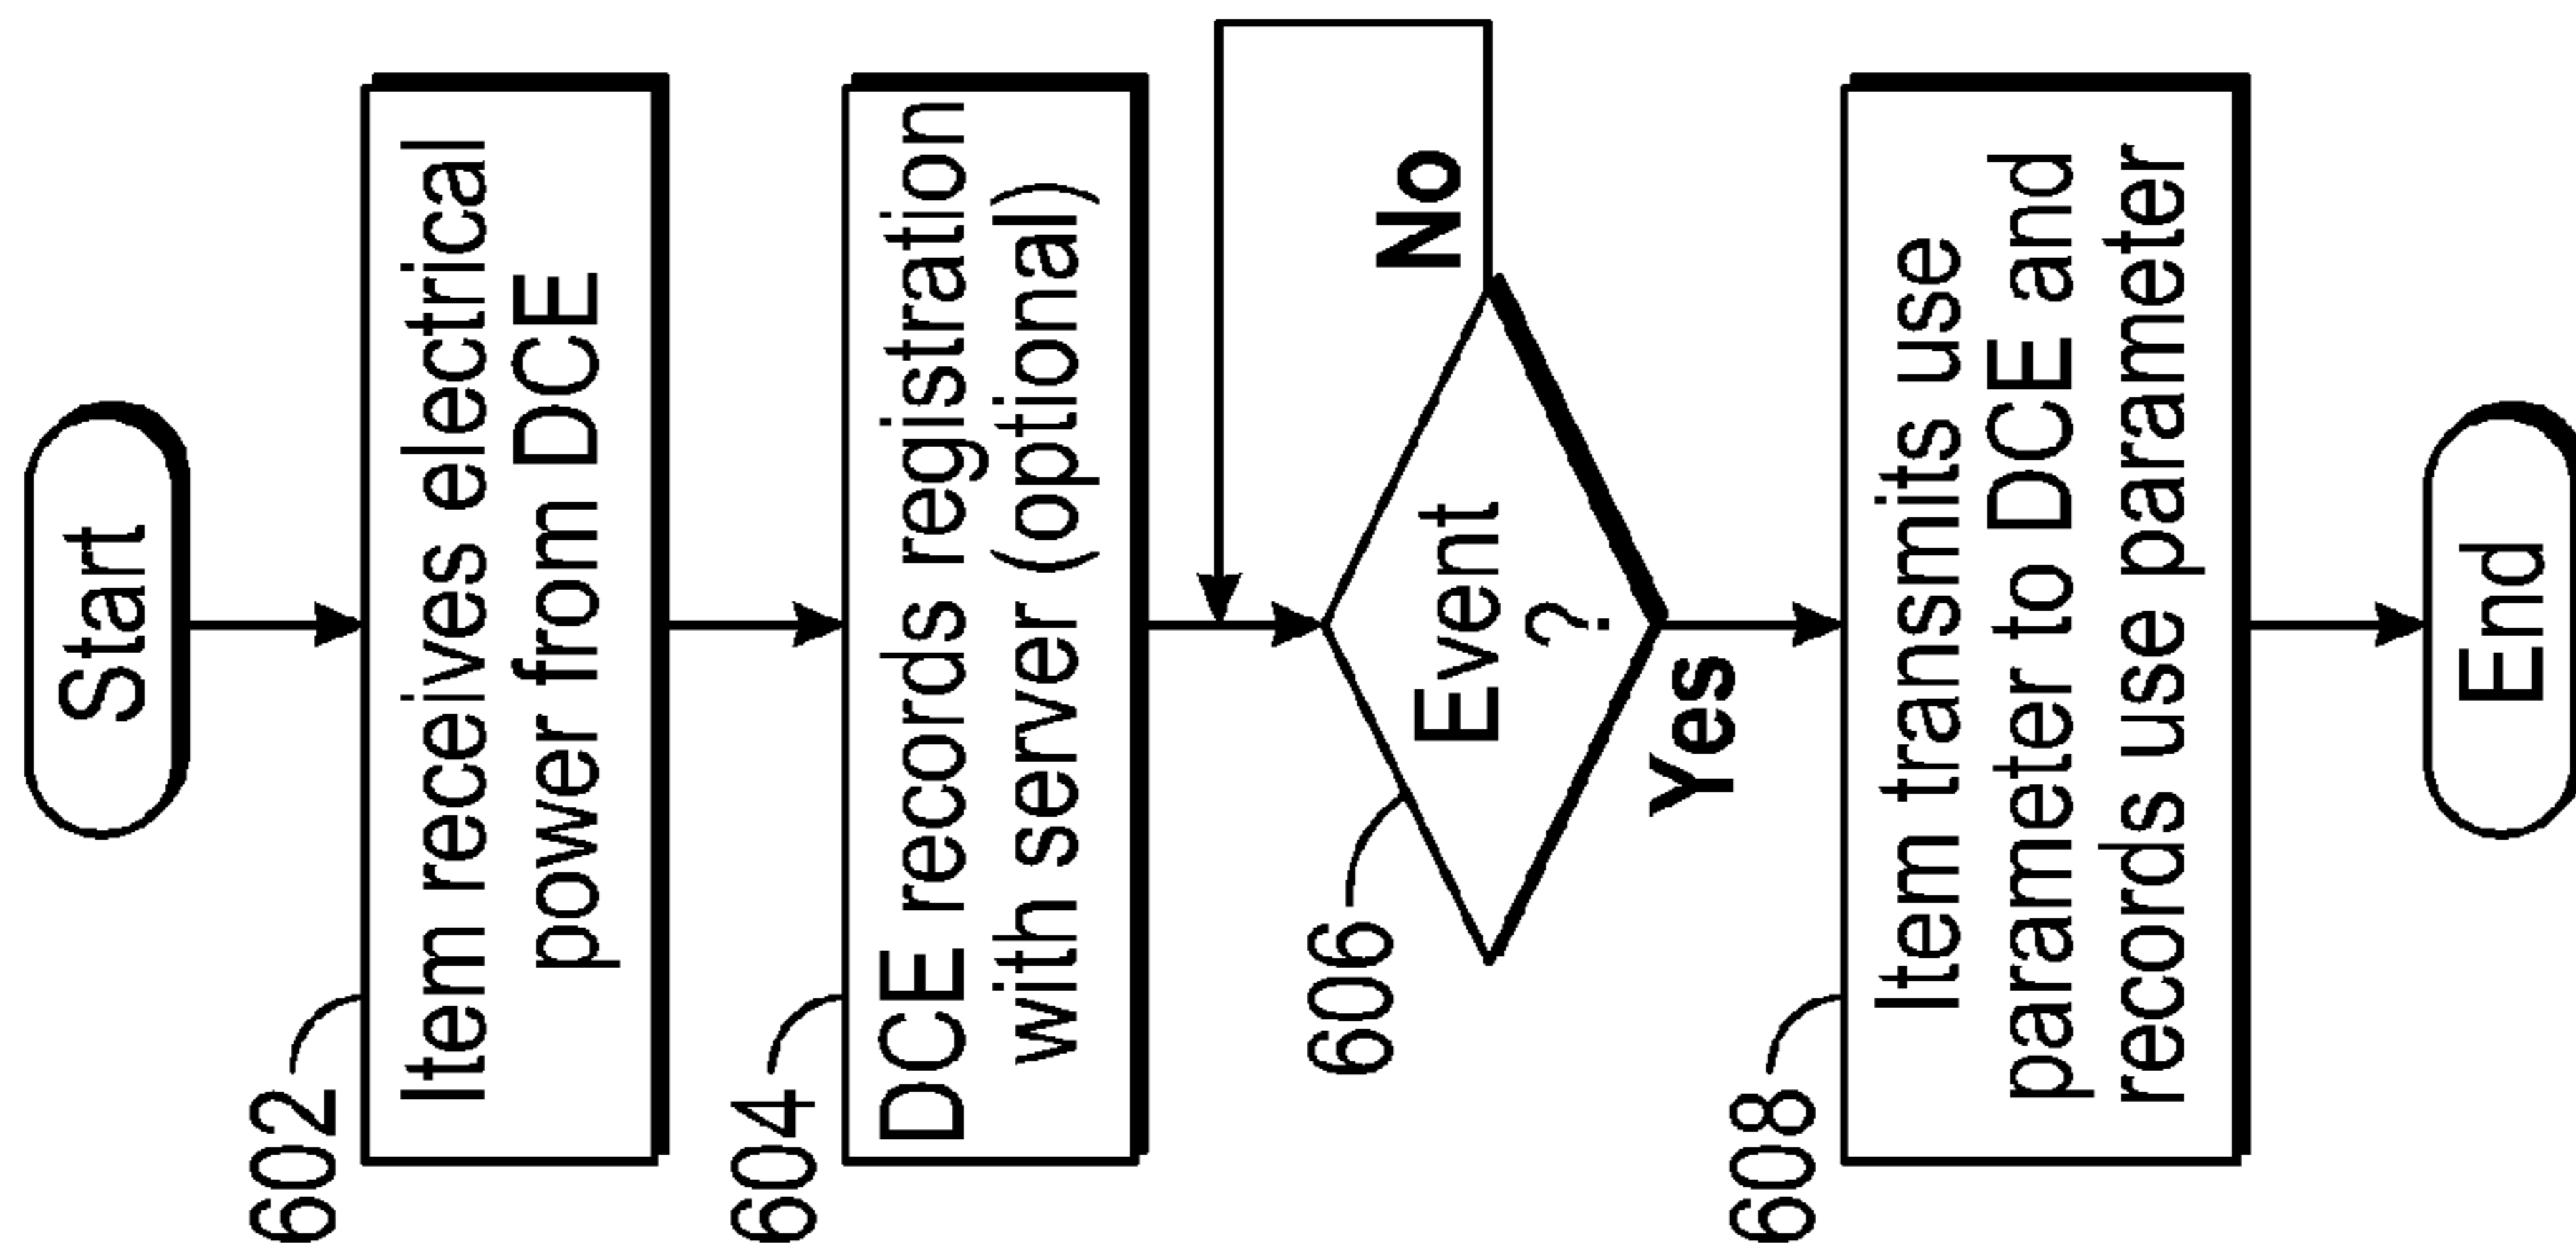 Start
602
Item receives electrical
power from DCE
604
DCE records registration
with server (optional)
606
Event
?
No
Yes
608
Item transmits use
parameter to DCE and
records use parameter
End